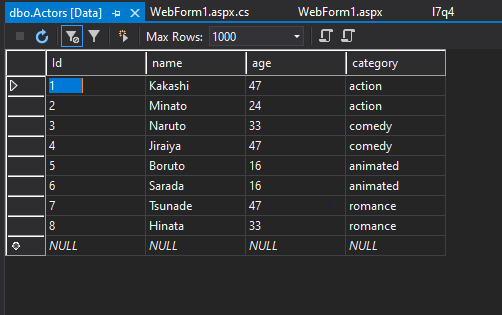 dbo.Actors [Data] WebForm1.aspx.cs WebForm1.aspx l7q4
Max Rows: 1000
Id name age category
1 Kakashi 47 action
2 Minato 24 action
3 Naruto 33 comedy
4 Jiraiya 47 comedy
5 Boruto 16 animated
6 Sarada 16 animated
7 Tsunade 47 romance
8 Hinata 33 romance
NULL NULL NULL NULL